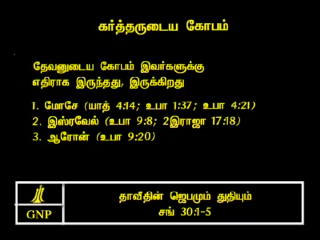 கர்த்தருடைய கோபம்
தேவனுடைய கோபம் இவர்களுக்கு
எதிராக இருந்தது, இருக்கிறது
1. மோசே (யாத் 4:14; உபா 1:37; உபா 4:21)
2. இஸ்ரவேல் (உபா 9:8; 2இராஜா 17:18)
3. ஆரோன் (உபா 9:20)
தாவீதின் ஜெபமும் துதியும்
சங் 30:1-5
GNP